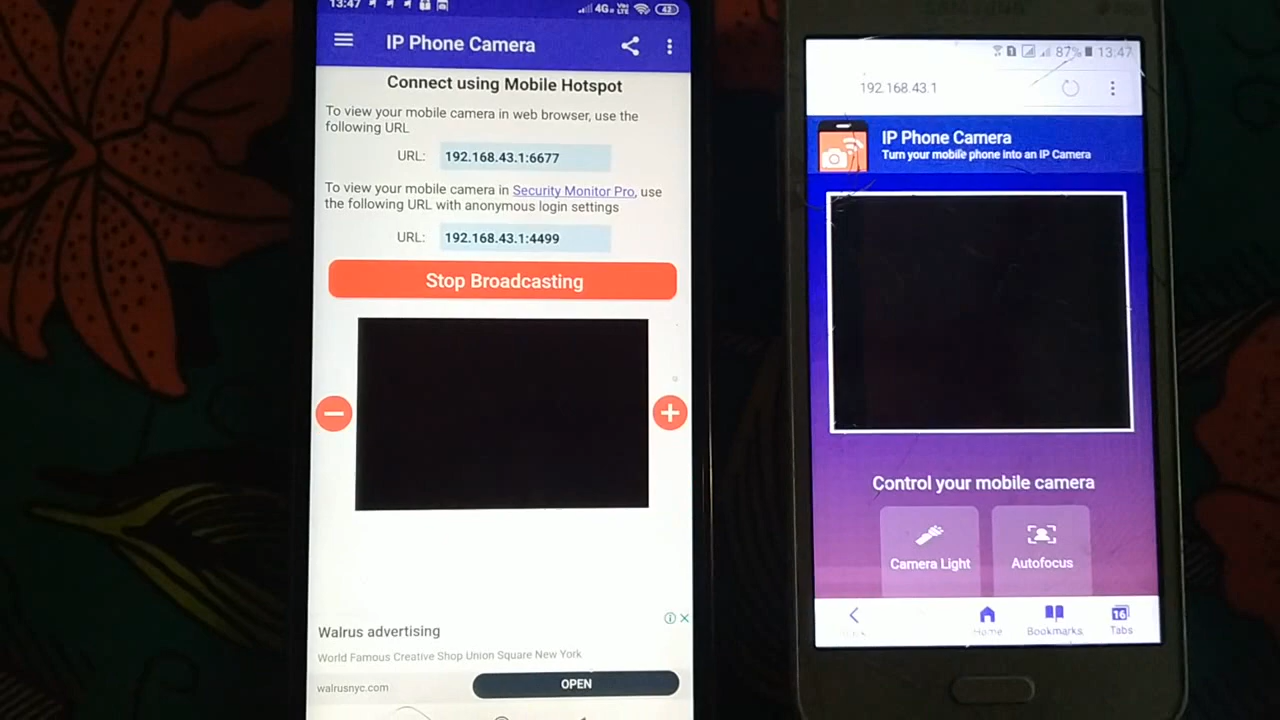 13:47
4G
42
IP Phone Camera
Connect using Mobile Hotspot
To view your mobile camera in web browser, use the
following URL
URL: 192.168.43.1:6677
To view your mobile camera in Security Monitor Pro, use
the following URL with anonymous login settings
URL: 192.168.43.1:4499
Stop Broadcasting
Walrus advertising
World Famous Creative Shop Union Square New York
walrusnyc.com
OPEN
87% 13.47
192.168.43.1
IP Phone Camera
Turn your mobile phone into an IP Camera
Control your mobile camera
Camera Light
Autofocus
Home
Bookmarks
16
Tabs